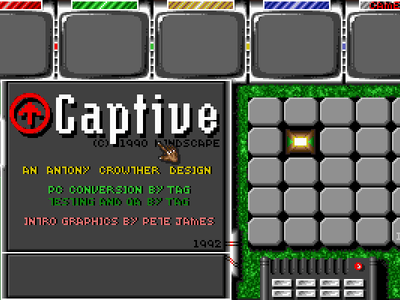 Captive
(C) 1990 MINDSCAPE
AN ANTONY CROWTHER DESIGN
PC CONVERSION BY TAG
TESTING AND QA BY TAG
INTRO GRAPHICS BY PETE JAMES
1992